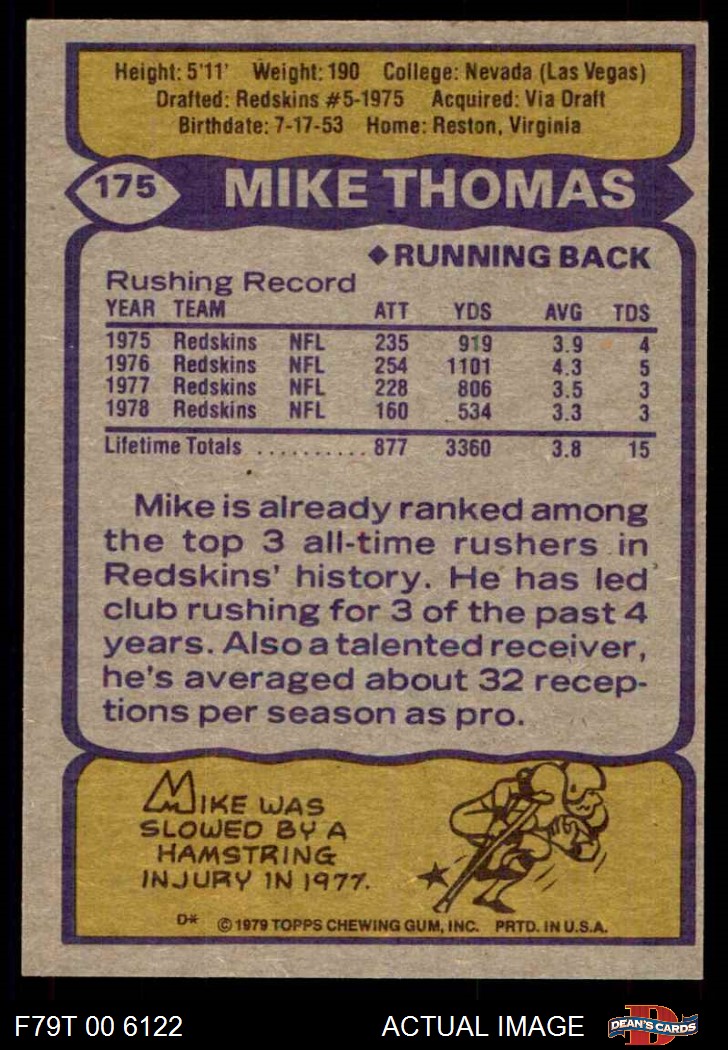 Height: 5'11' Weight: 190 College: Nevada (Las Vegas)
Drafted: Redskins #5-1975 Acquired: Via Draft
Birthdate: 7-17-53 Home: Reston, Virginia
175 MIKE THOMAS
◆RUNNING BACK
Rushing Record
YEAR TEAM ATT YDS AVG TDS
1975 Redskins NFL 235 919 3.9 4
1976 Redskins NFL 254 1101 4.3 5
1977 Redskins NFL 228 806 3.5 3
1978 Redskins NFL 160 534 3.3 3
Lifetime Totals .......... 877 3360 3.8 15
Mike is already ranked among
the top 3 all-time rushers in
Redskins' history. He has led
club rushing for 3 of the past 4
years. Also a talented receiver,
he's averaged about 32 recep-
tions per season as pro.
MIKE WAS
SLOWED BY A
HAMSTRING
INJURY IN 1977.
D* © 1979 TOPPS CHEWING GUM, INC. PRTD. IN U.S.A.
F79T 00 6122 ACTUAL IMAGE D DEAN'S CARDS